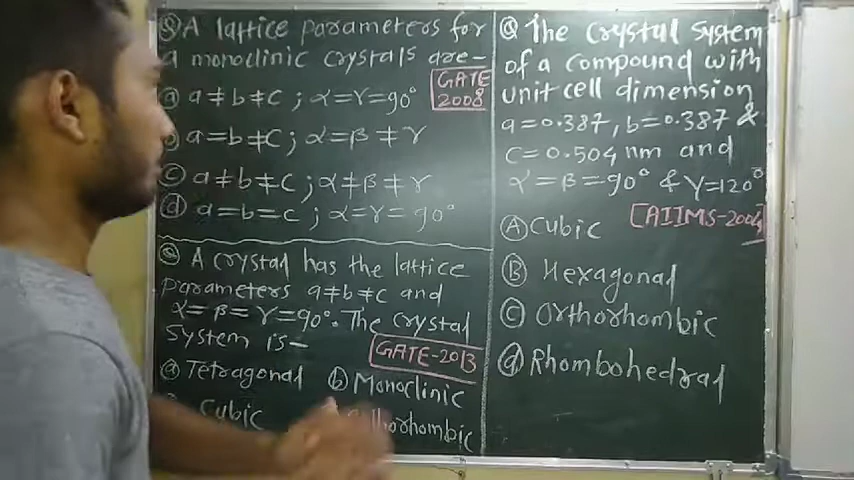 Q A lattice parameters for
a monoclinic crystals are-
a a≠b≠c ; α=γ=90°
GATE
2008
a=b≠c; α=β≠γ
c a≠b≠c ; α≠β≠γ
d a=b=c ; α=γ=90°
Q A crystal has the lattice
parameters a≠b≠c and
α=β=γ=90°. The crystal
system is-
GATE-2013
a Tetragonal b Monoclinic
Cubic Orthorhombic
Q The crystal system
of a compound with
unit cell dimension
a=0.387, b=0.387 &
c=0.504 nm and
α=β=90° & γ=120°
[AIIMS-2004]
A Cubic
B Hexagonal
C Orthorhombic
d Rhombohedral